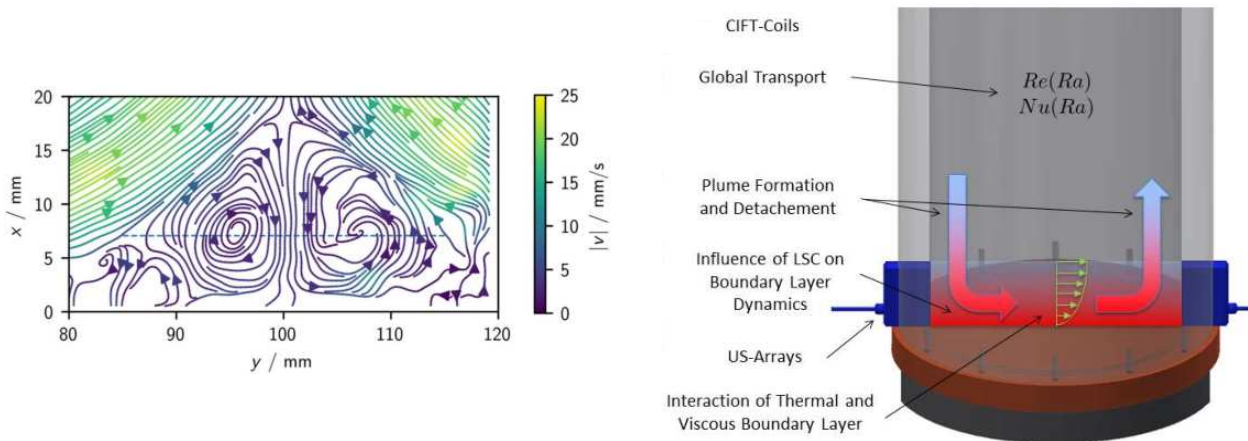 20
15
10
5
0
x / mm
80
90
100
110
120
y / mm
25
20
15
10
5
0
|v| / mm/s
CIFT-Coils
Global Transport
Re(Ra)
Nu(Ra)
Plume Formation
and Detachement
Influence of LSC on
Boundary Layer
Dynamics
US-Arrays
Interaction of Thermal and
Viscous Boundary Layer